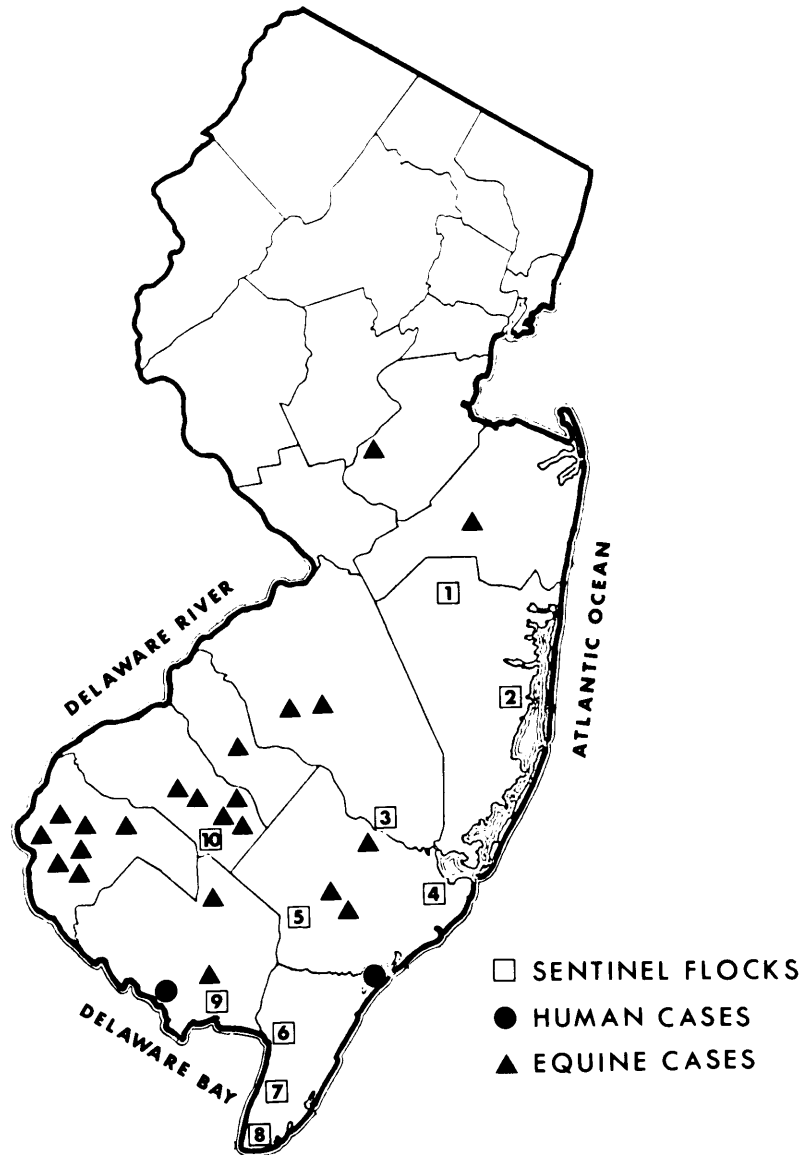 DELAWARE RIVER
ATLANTIC OCEAN
1
2
3
10
4
5
9
6
7
8
DELAWARE BAY
SENTINEL FLOCKS
HUMAN CASES
EQUINE CASES